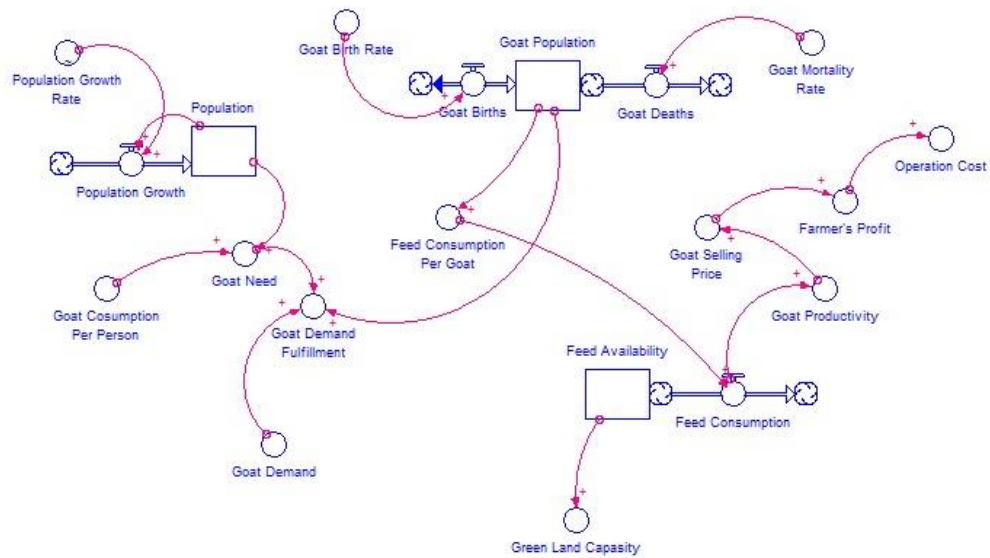 Goat Birth Rate
Goat Population
Population Growth
Rate
Goat Births
Goat Deaths
Goat Mortality
Rate
Population
Population Growth
Operation Cost
Feed Consumption
Per Goat
Goat Selling
Price
Farmer's Profit
Goat Need
Goat Cosumption
Per Person
Goat Demand
Fulfillment
Goat Productivity
Feed Availability
Feed Consumption
Goat Demand
Green Land Capasity